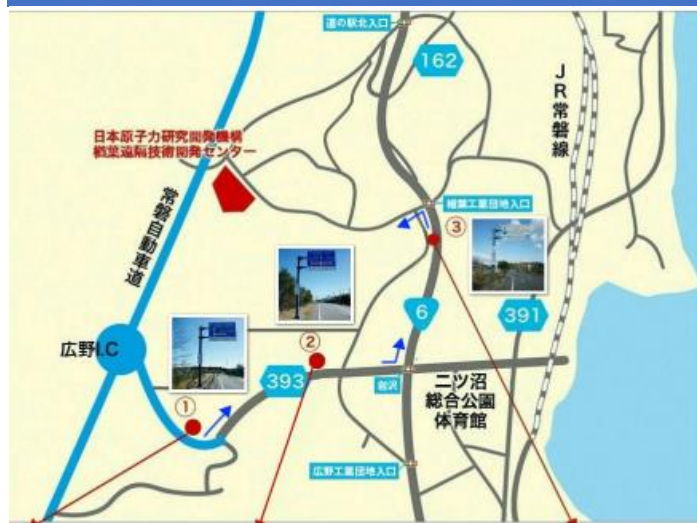 道の駅北入口
162
JR常磐線
日本原子力研究開発機構
楢葉遠隔技術開発センター
常磐自動車道
楢葉工業団地入口
③
6
391
②
広野I.C
393
岩沢
二ツ沼
総合公園
体育館
①
広野工業団地入口